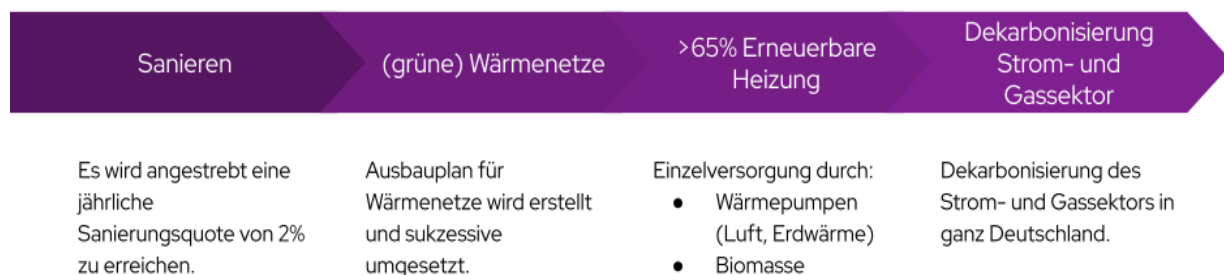 Sanieren
(grüne) Wärmenetze
>65% Erneuerbare
Heizung
Dekarbonisierung
Strom- und
Gassektor
Es wird angestrebt eine
jährliche
Sanierungsquote von 2%
zu erreichen.
Ausbauplan für
Wärmenetze wird erstellt
und sukzessive
umgesetzt.
Einzelversorgung durch:
● Wärmepumpen
(Luft, Erdwärme)
● Biomasse
Dekarbonisierung des
Strom- und Gassektors in
ganz Deutschland.